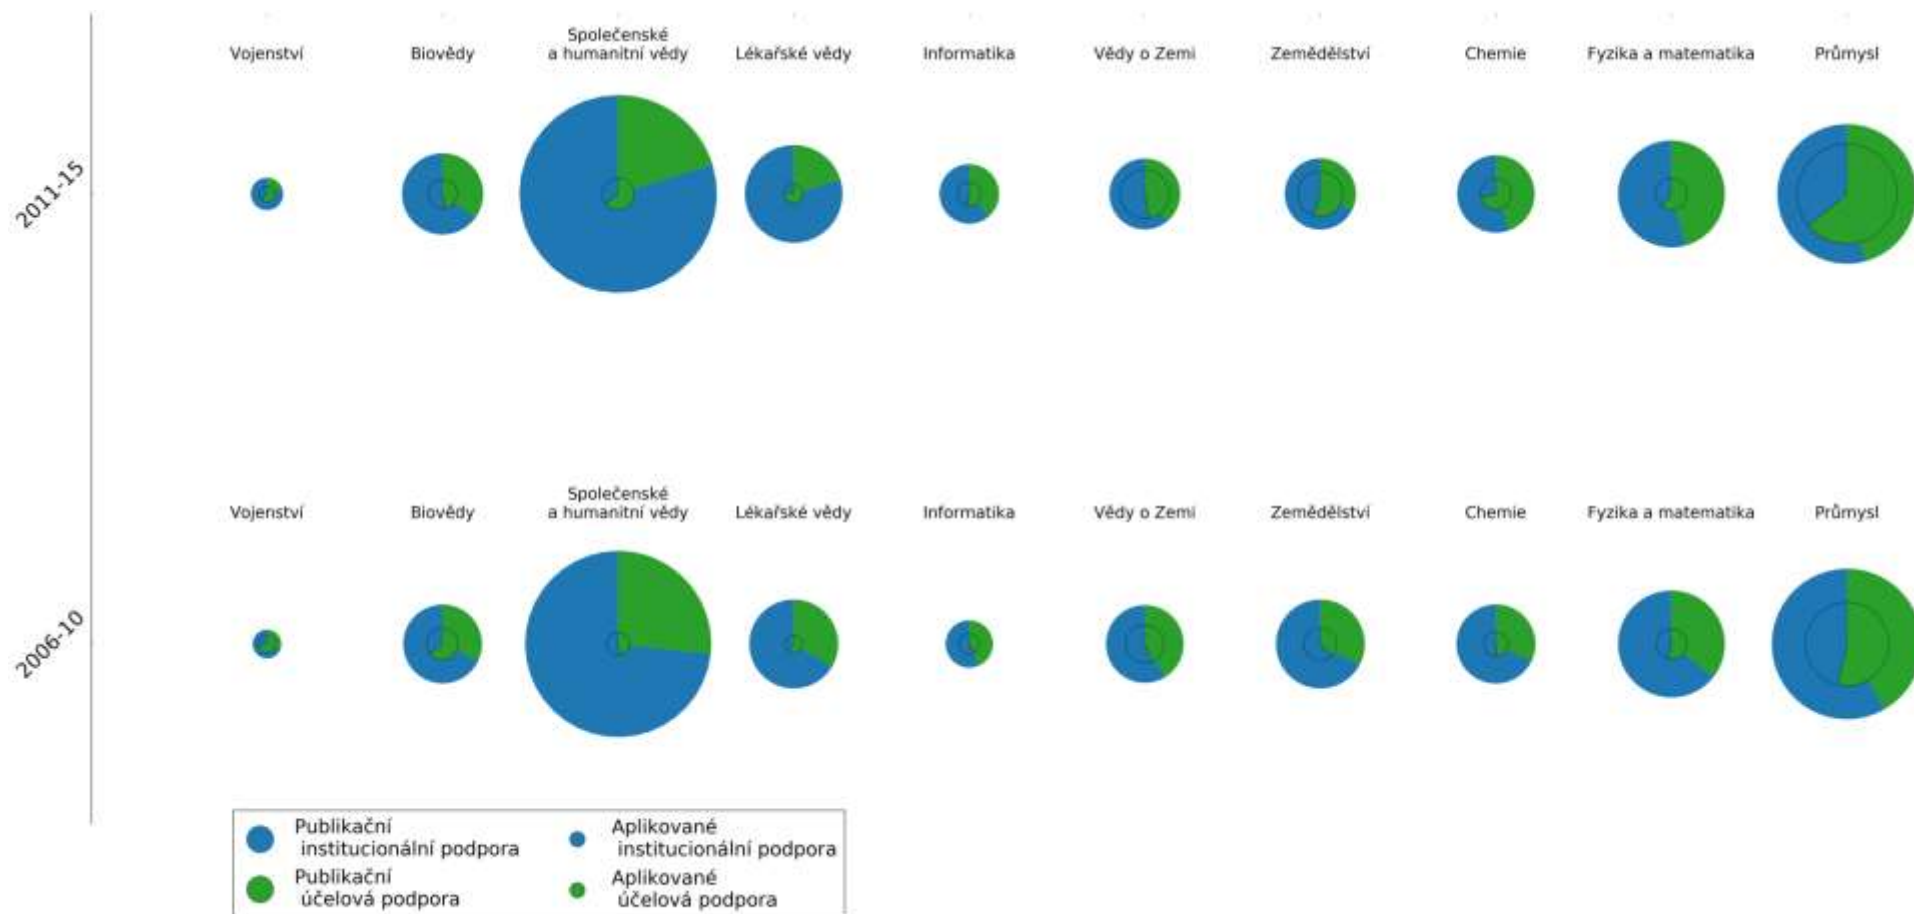 Vojenství
Biovědy
Společenské
a humanitní vědy
Lékařské vědy
Informatika
Vědy o Zemi
Zemědělství
Chemie
Fyzika a matematika
Průmysl
2011-15
Vojenství
Biovědy
Společenské
a humanitní vědy
Lékařské vědy
Informatika
Vědy o Zemi
Zemědělství
Chemie
Fyzika a matematika
Průmysl
2006-10
Publikační
institucionální podpora
Publikační
účelová podpora
Aplikované
institucionální podpora
Aplikované
účelová podpora